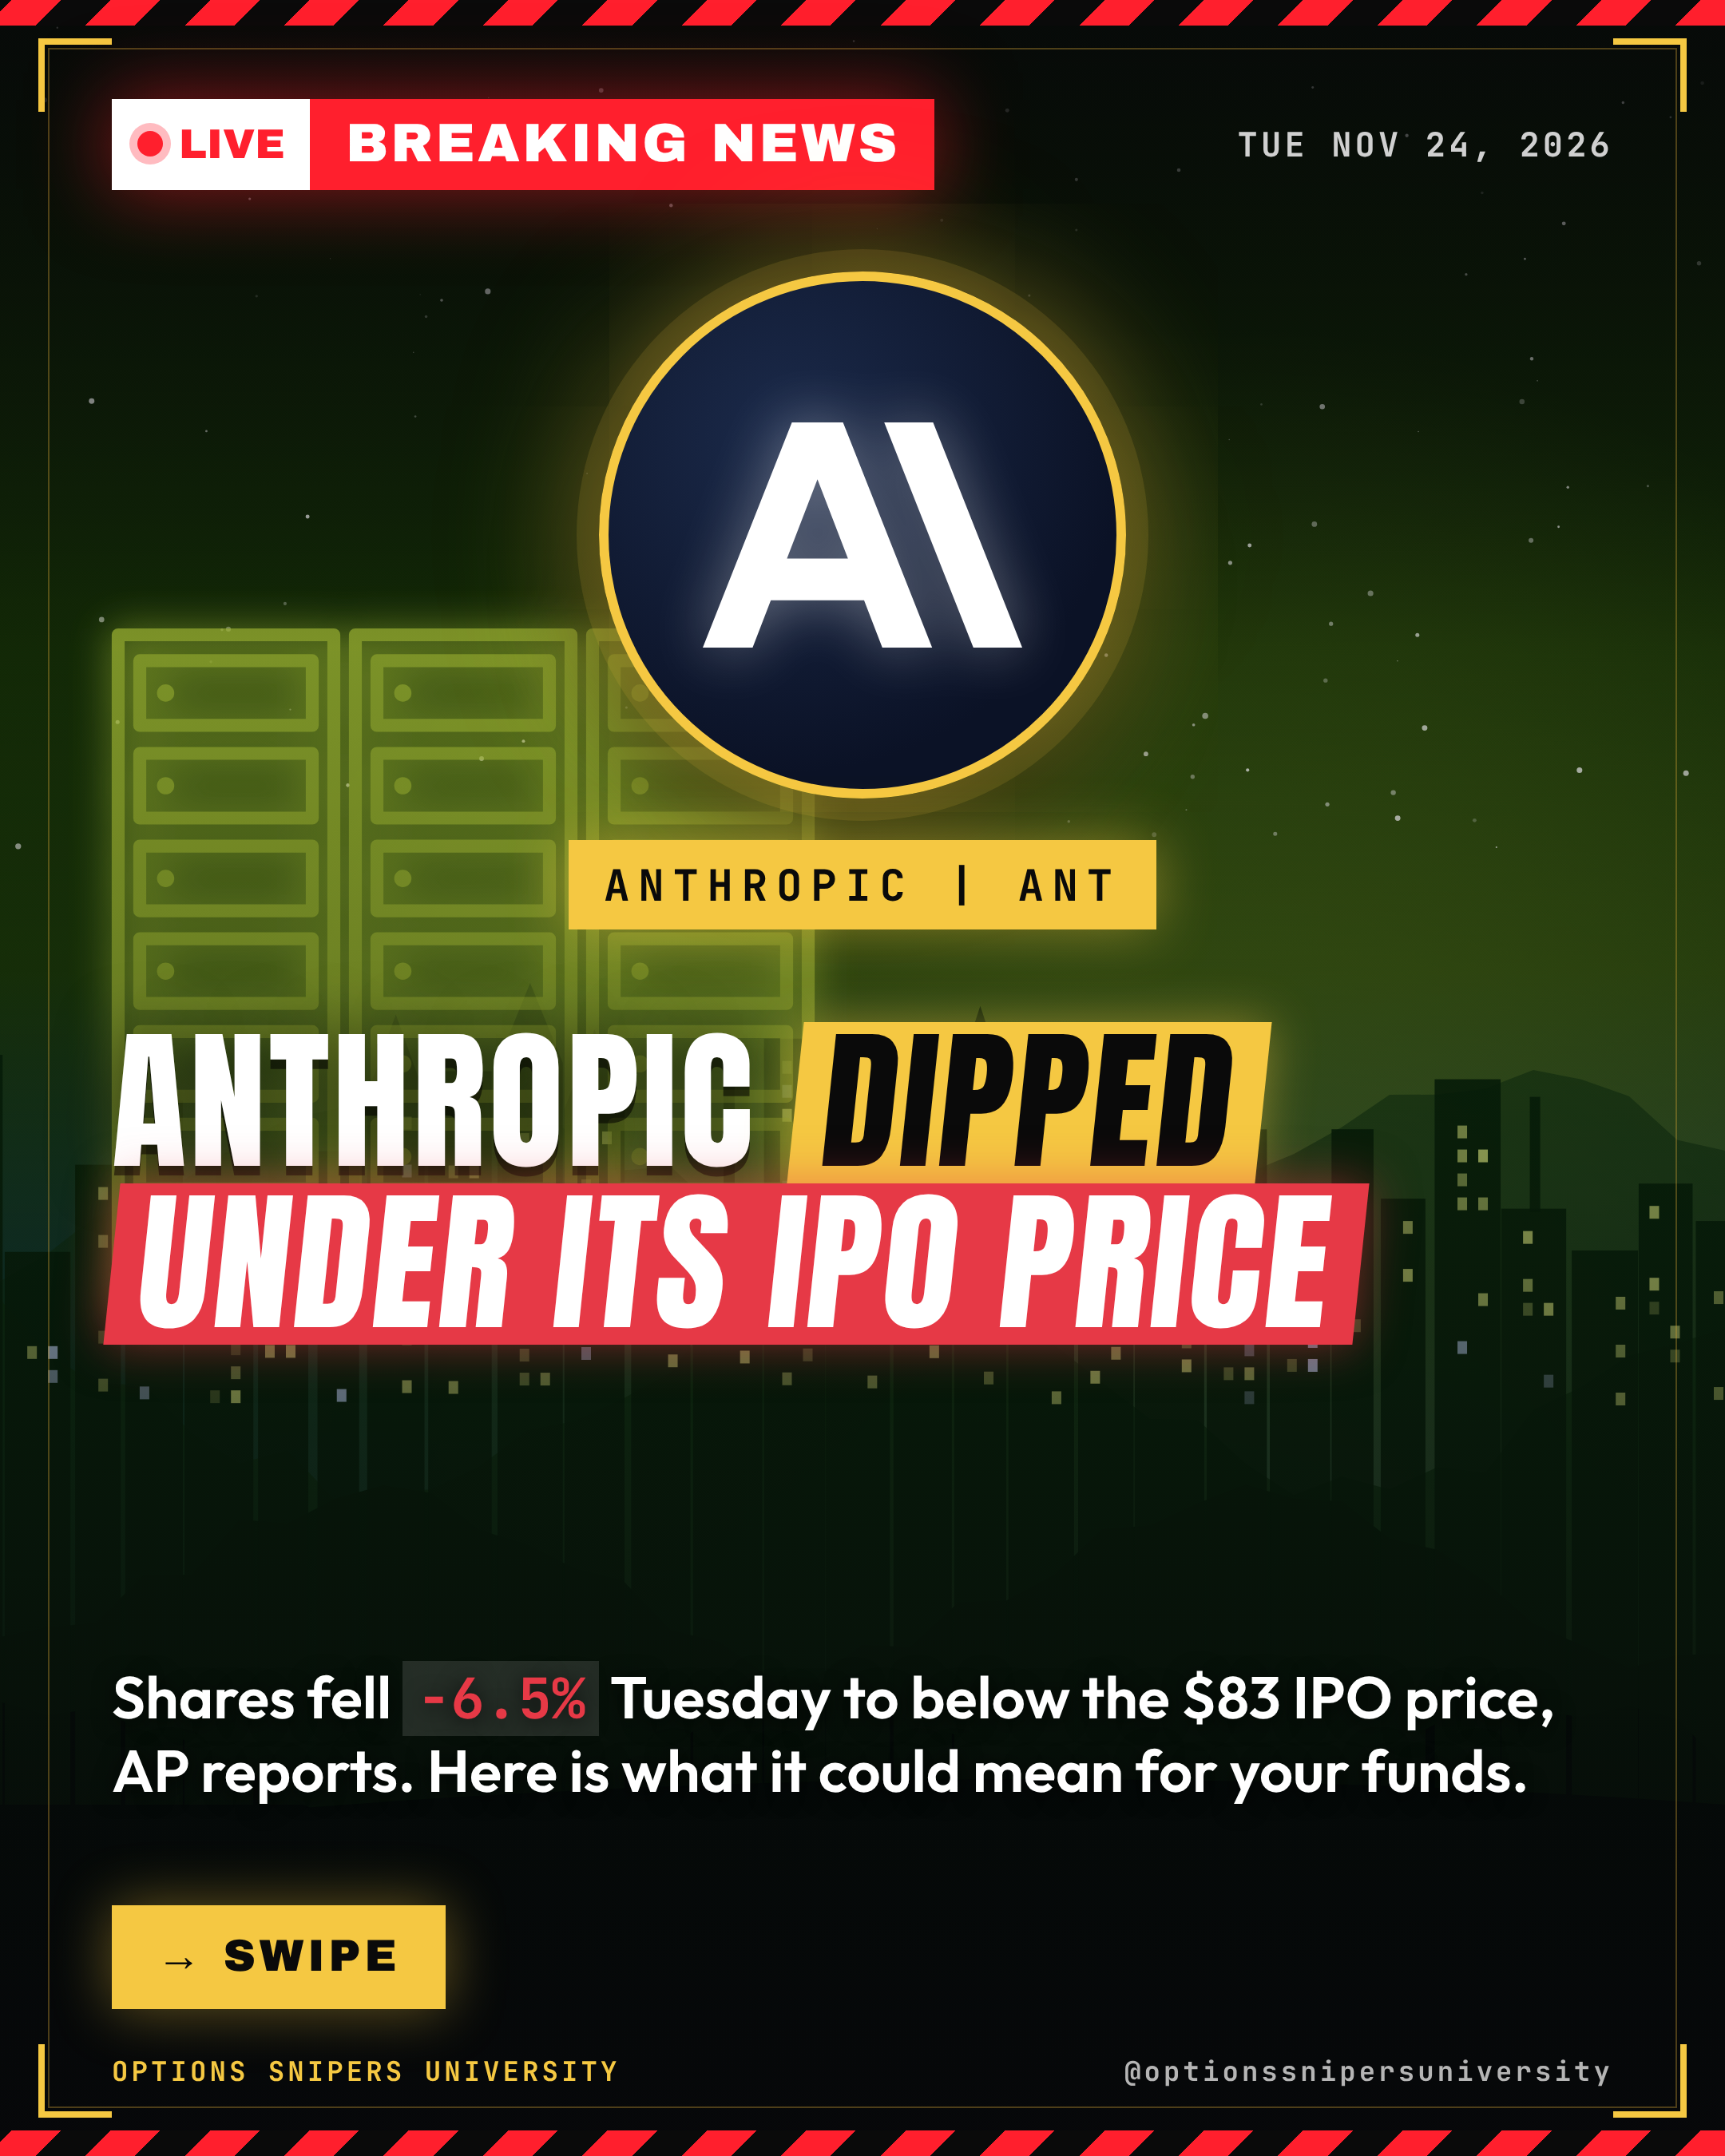 LIVE BREAKING NEWS
TUE NOV 24, 2026
ANTHROPIC | ANT
ANTHROPIC DIPPED
UNDER ITS IPO PRICE
Shares fell -6.5% Tuesday to below the $83 IPO price,
AP reports. Here is what it could mean for your funds.
→ SWIPE
OPTIONS SNIPERS UNIVERSITY
@optionssnipersuniversity